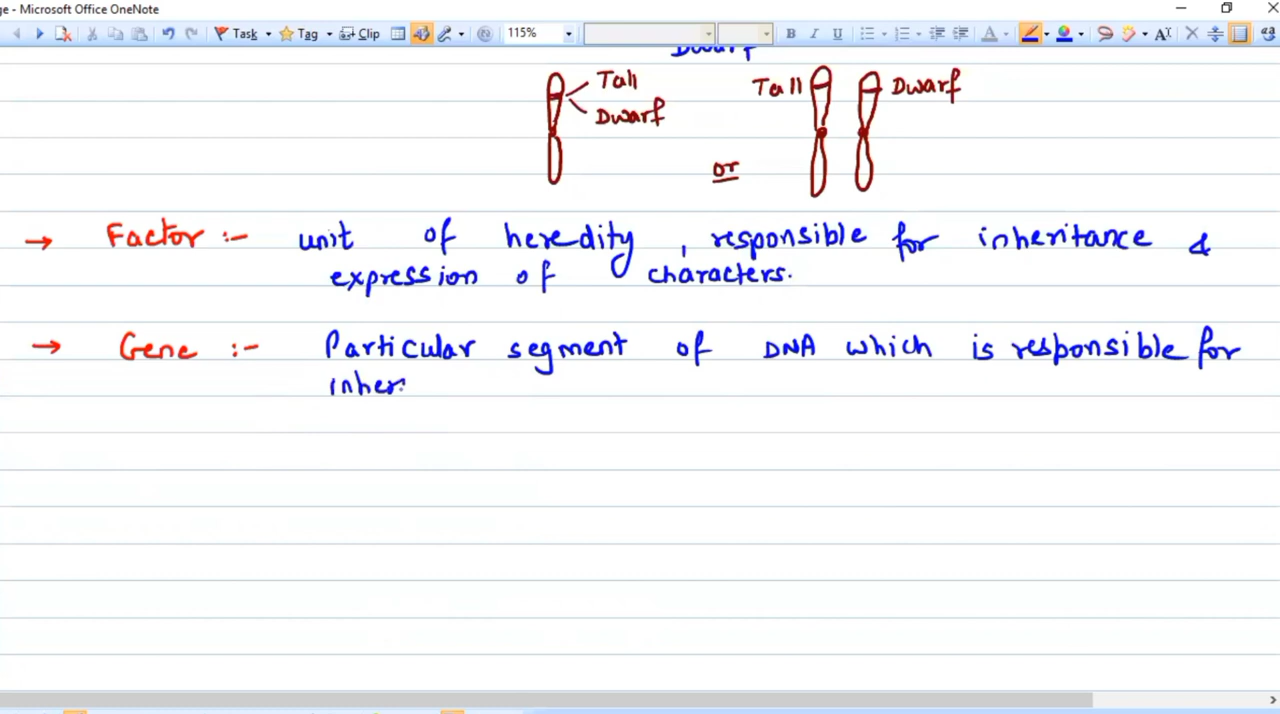 ge - Microsoft Office OneNote
Task Tag Clip 115% B I U A
Dwarf
Tall Tall Dwarf
Dwarf
or
→ Factor :- unit of heredity , responsible for inheritance &
expression of characters.
→ Gene :- Particular segment of DNA which is responsible for
inher